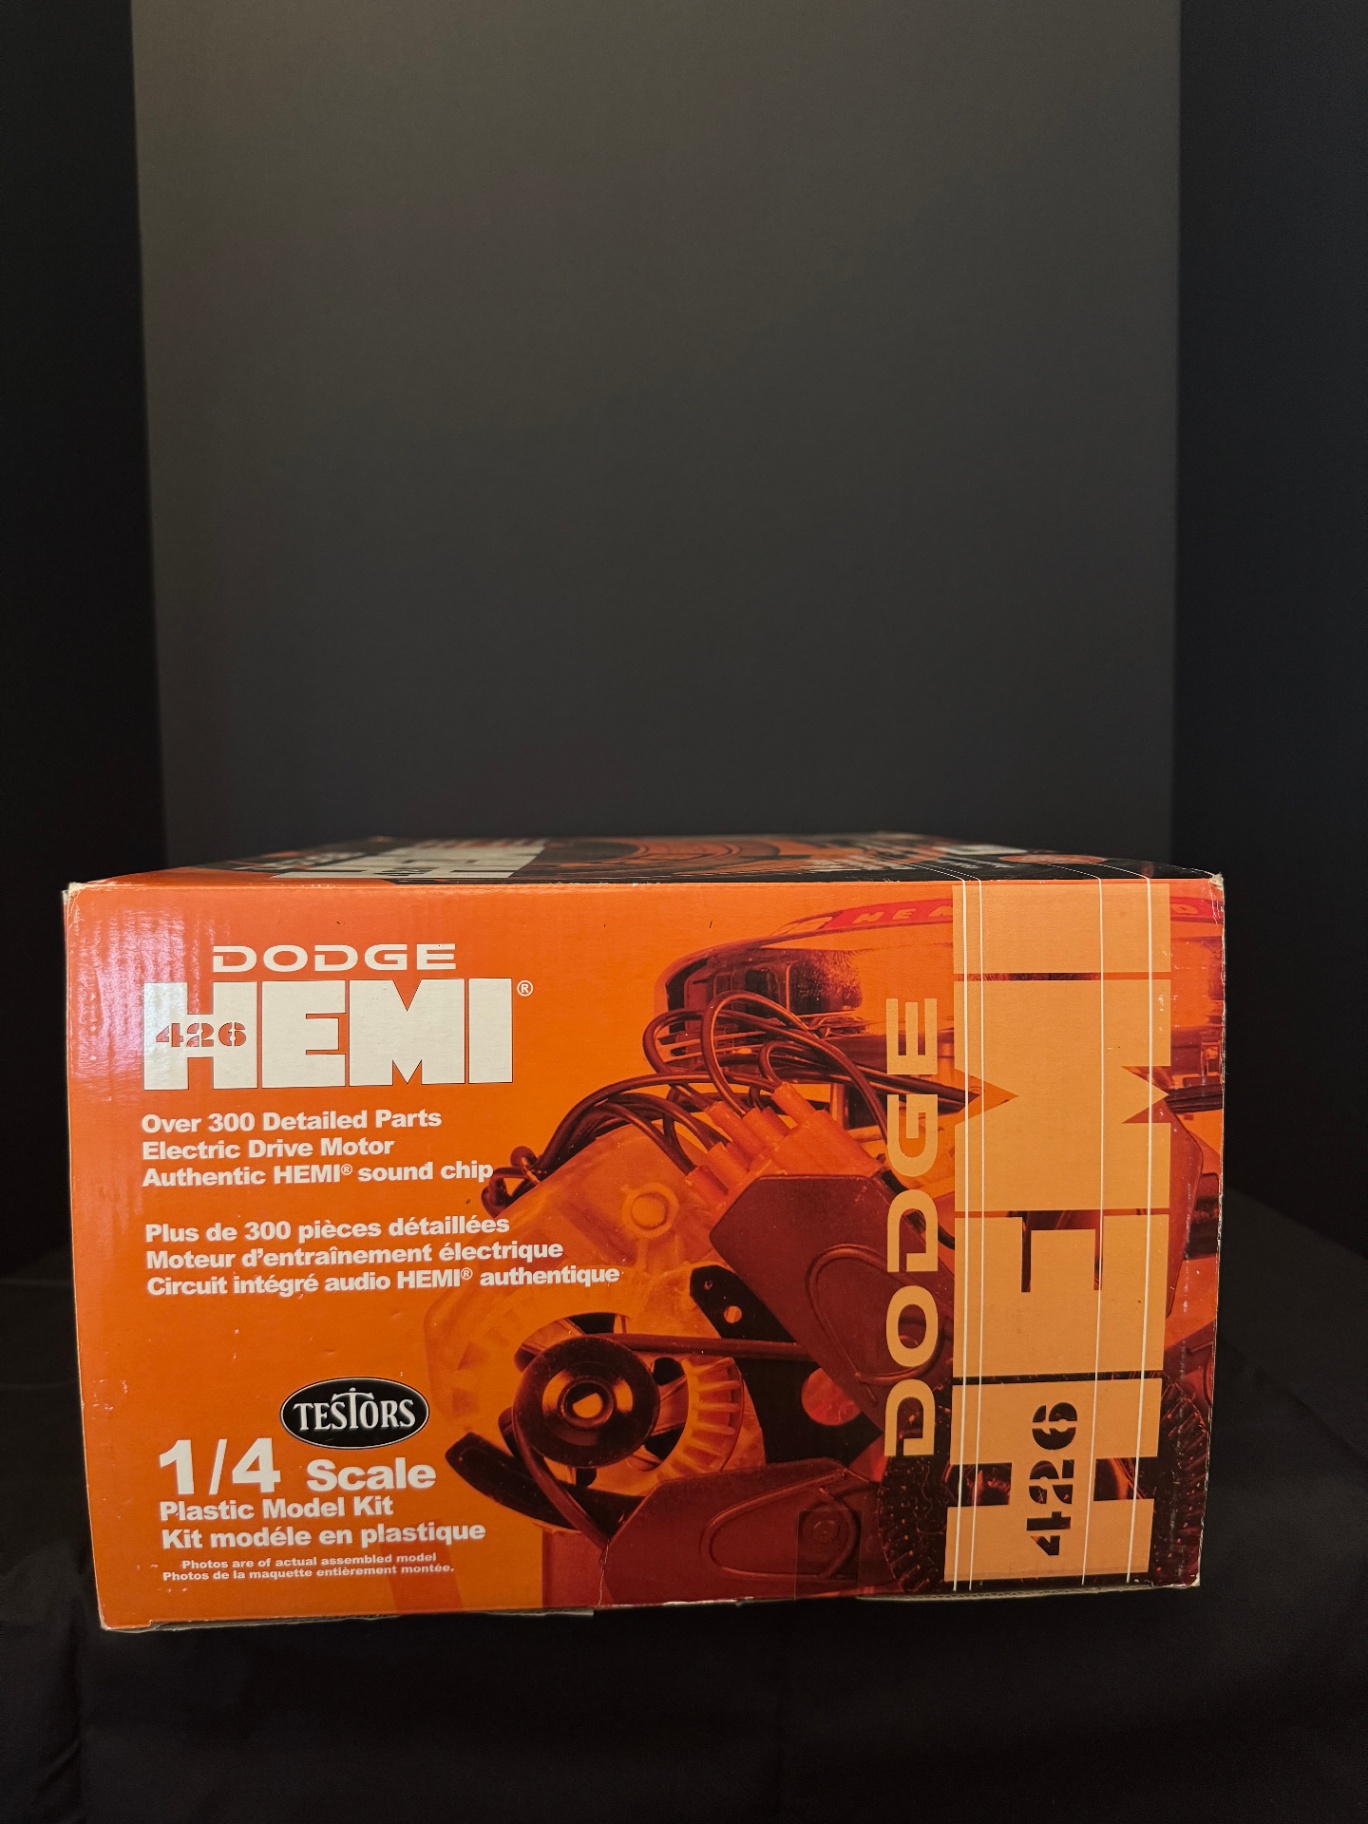 DODGE
426 HEMI®
Over 300 Detailed Parts
Electric Drive Motor
Authentic HEMI® sound chip
Plus de 300 pièces détaillées
Moteur d'entraînement électrique
Circuit intégré audio HEMI® authentique
TESTORS
1/4 Scale
Plastic Model Kit
Kit modéle en plastique
Photos are of actual assembled model
Photos de la maquette entièrement montée.
DODGE
426 HEMI